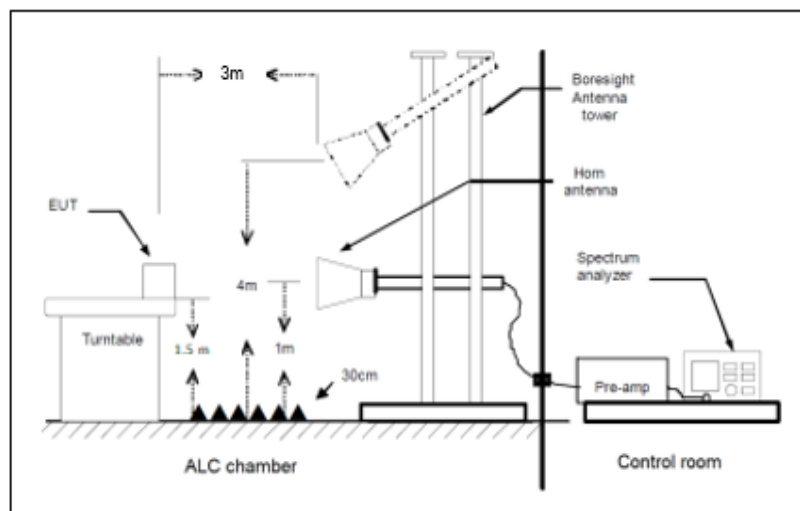 3m
Boresight
Antenna
tower
Horn
antenna
EUT
Spectrum
analyzer
4m
Turntable
1.5 m
1m
30cm
Pre-amp
ALC chamber
Control room